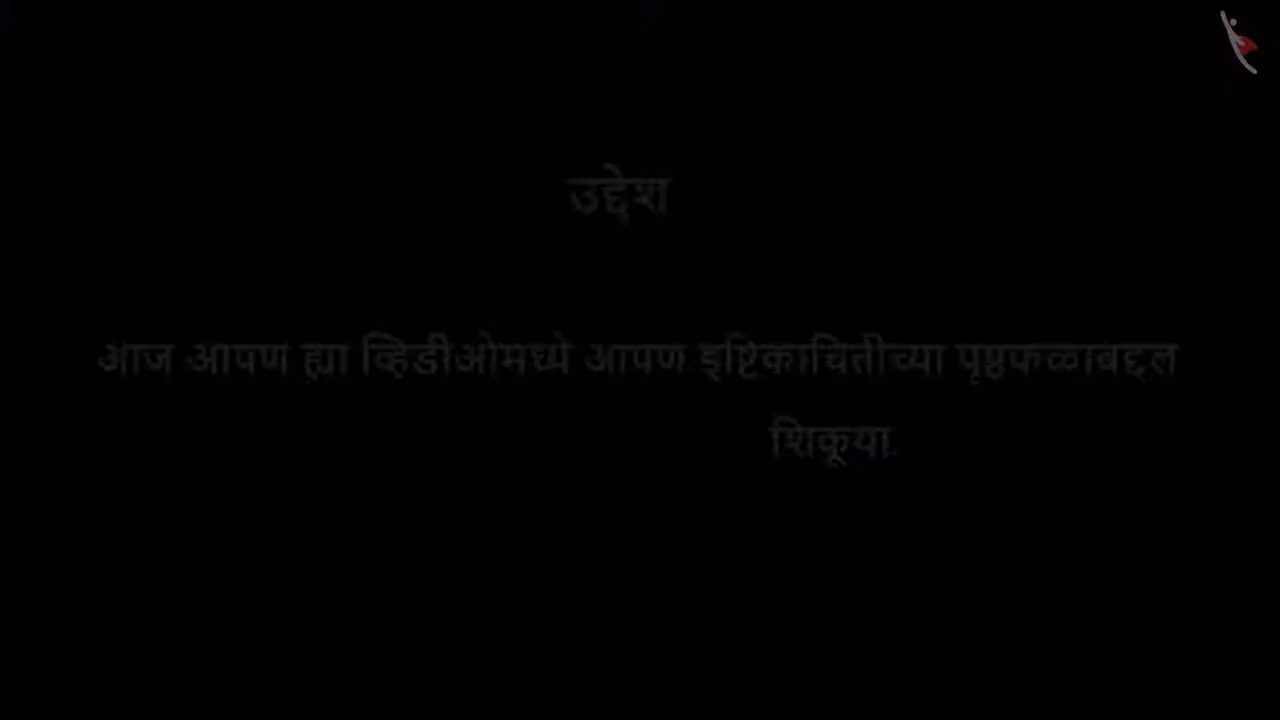 उद्देश
आज आपण ह्या व्हिडीओमध्ये आपण इष्टिकाचितीच्या पृष्ठफळाबद्दल
शिकूया.